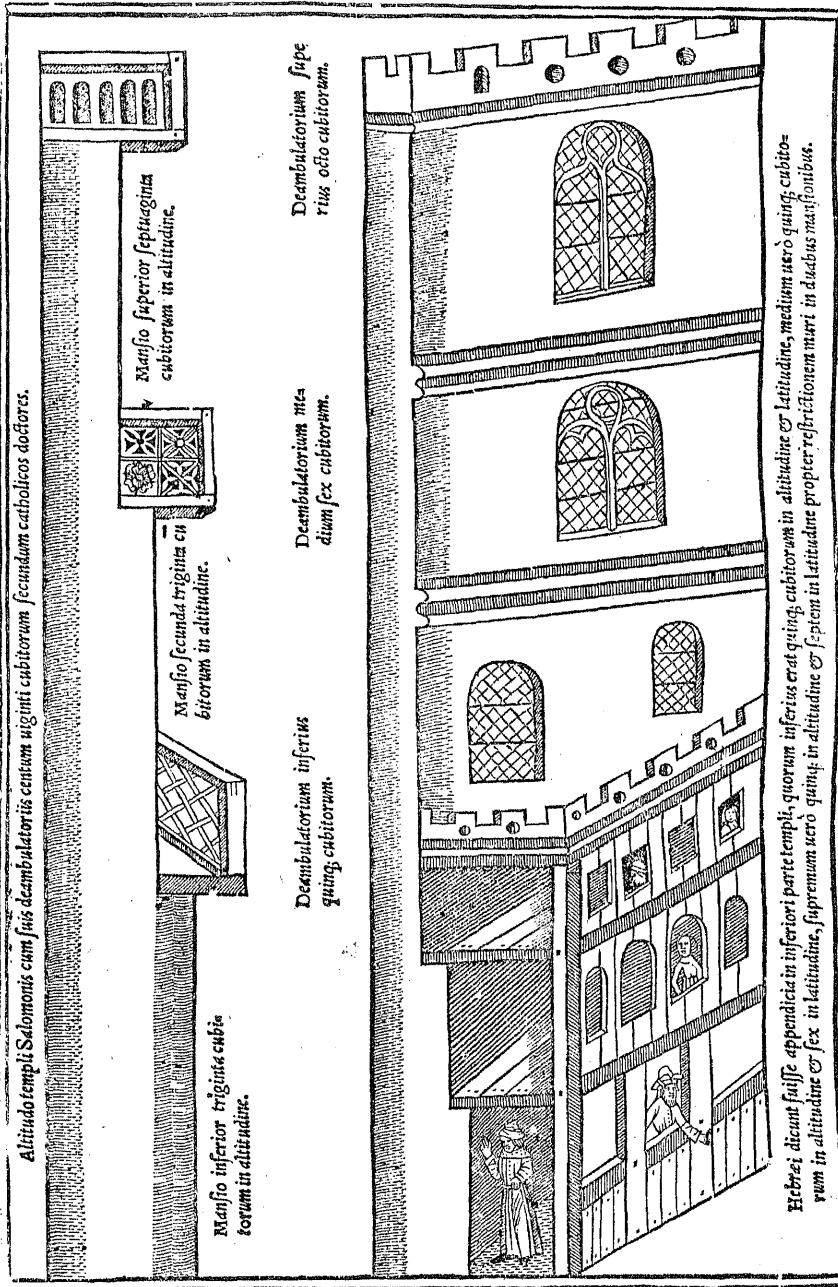 Altitudo templi Salomonis cum ſuis deambulatoriis centum uiginti cubitorum ſecundum catholicos doctores.
Manſio inferior triginta cubi⸗
torum in altitudine.
Manſio ſecunda triginta cu
bitorum in altitudine.
Manſio ſuperior ſeptuaginta
cubitorum in altitudine.
Deambulatorium inferius
quinq; cubitorum.
Deambulatorium me⸗
dium ſex cubitorum.
Deambulatorium ſupe
rius octo cubitorum.
Hebræi dicunt fuiſſe appendicia in inferiori parte templi, quorum inferius erat quinq; cubitorum in altitudine & latitudine, medium uerò quinq; cubito⸗
rum in altitudine & ſex in latitudine, ſupremum uerò quinq; in altitudine & ſeptem in latitudine propter reſtrictionem muri in duabus manſionibus.